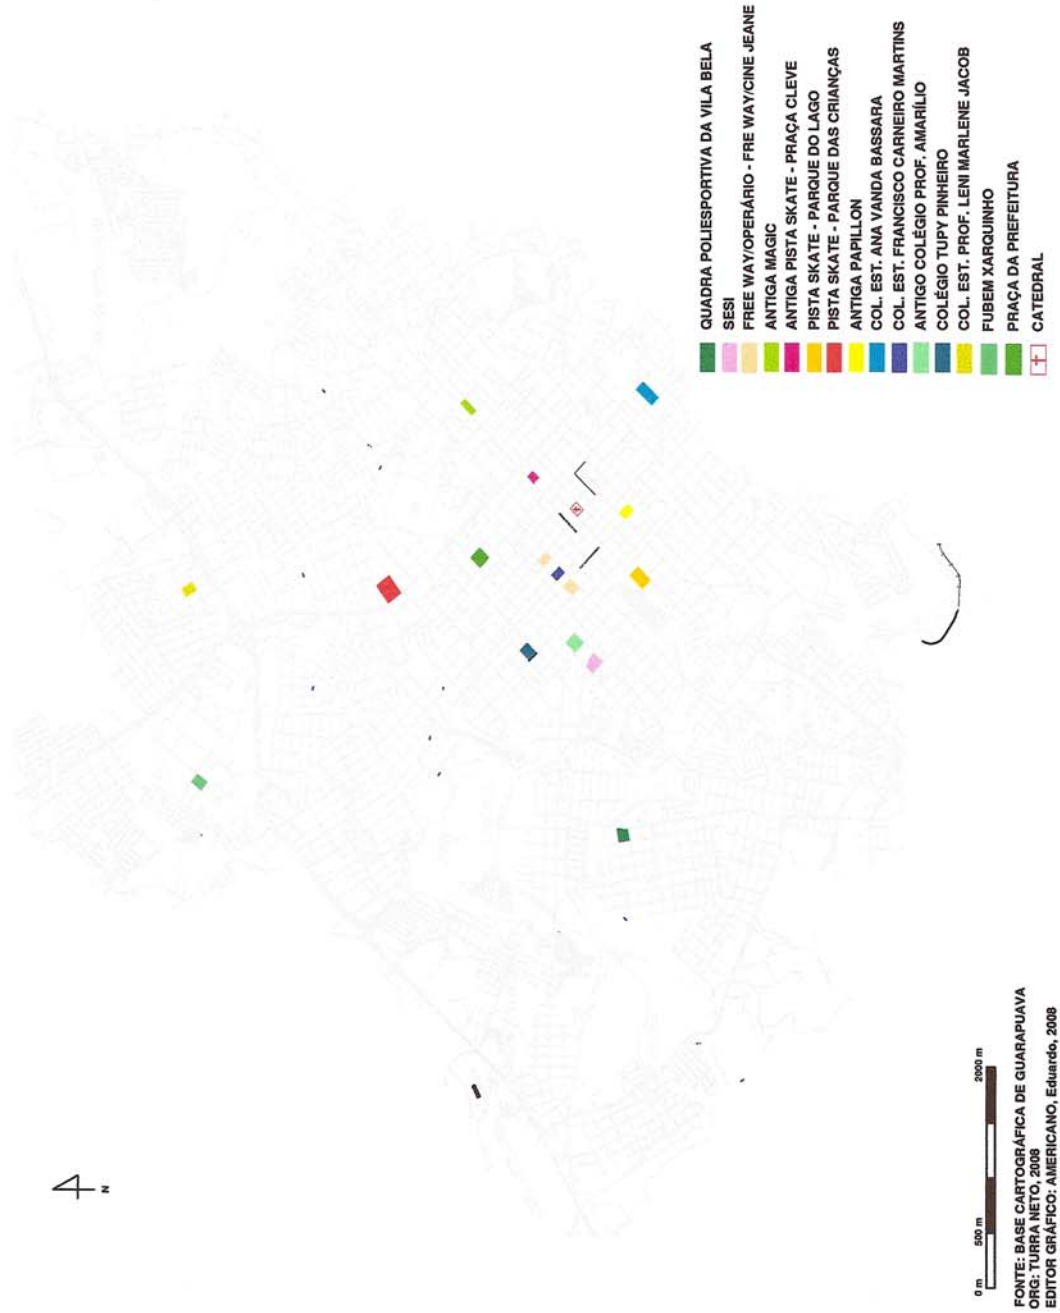 QUADRA POLIESPORTIVA DA VILA BELA
SESI
FREE WAY/OPERÁRIO - FRE WAY/CINE JEANE
ANTIGA MAGIC
ANTIGA PISTA SKATE - PRAÇA CLEVE
PISTA SKATE - PARQUE DO LAGO
PISTA SKATE - PARQUE DAS CRIANÇAS
ANTIGA PAPILLON
COL. EST. ANA VANDA BASSARA
COL. EST. FRANCISCO CARNEIRO MARTINS
ANTIGO COLÉGIO PROF. AMARÍLIO
COLÉGIO TUPY PINHEIRO
COL. EST. PROF. LENI MARLENE JACOB
FUBEM XARQUINHO
PRAÇA DA PREFEITURA
CATEDRAL
N
0 m 500 m 2000 m
FONTE: BASE CARTOGRÁFICA DE GUARAPUAVA
ORG: TURRA NETO, 2008
EDITOR GRÁFICO: AMERICANO, Eduardo, 2008